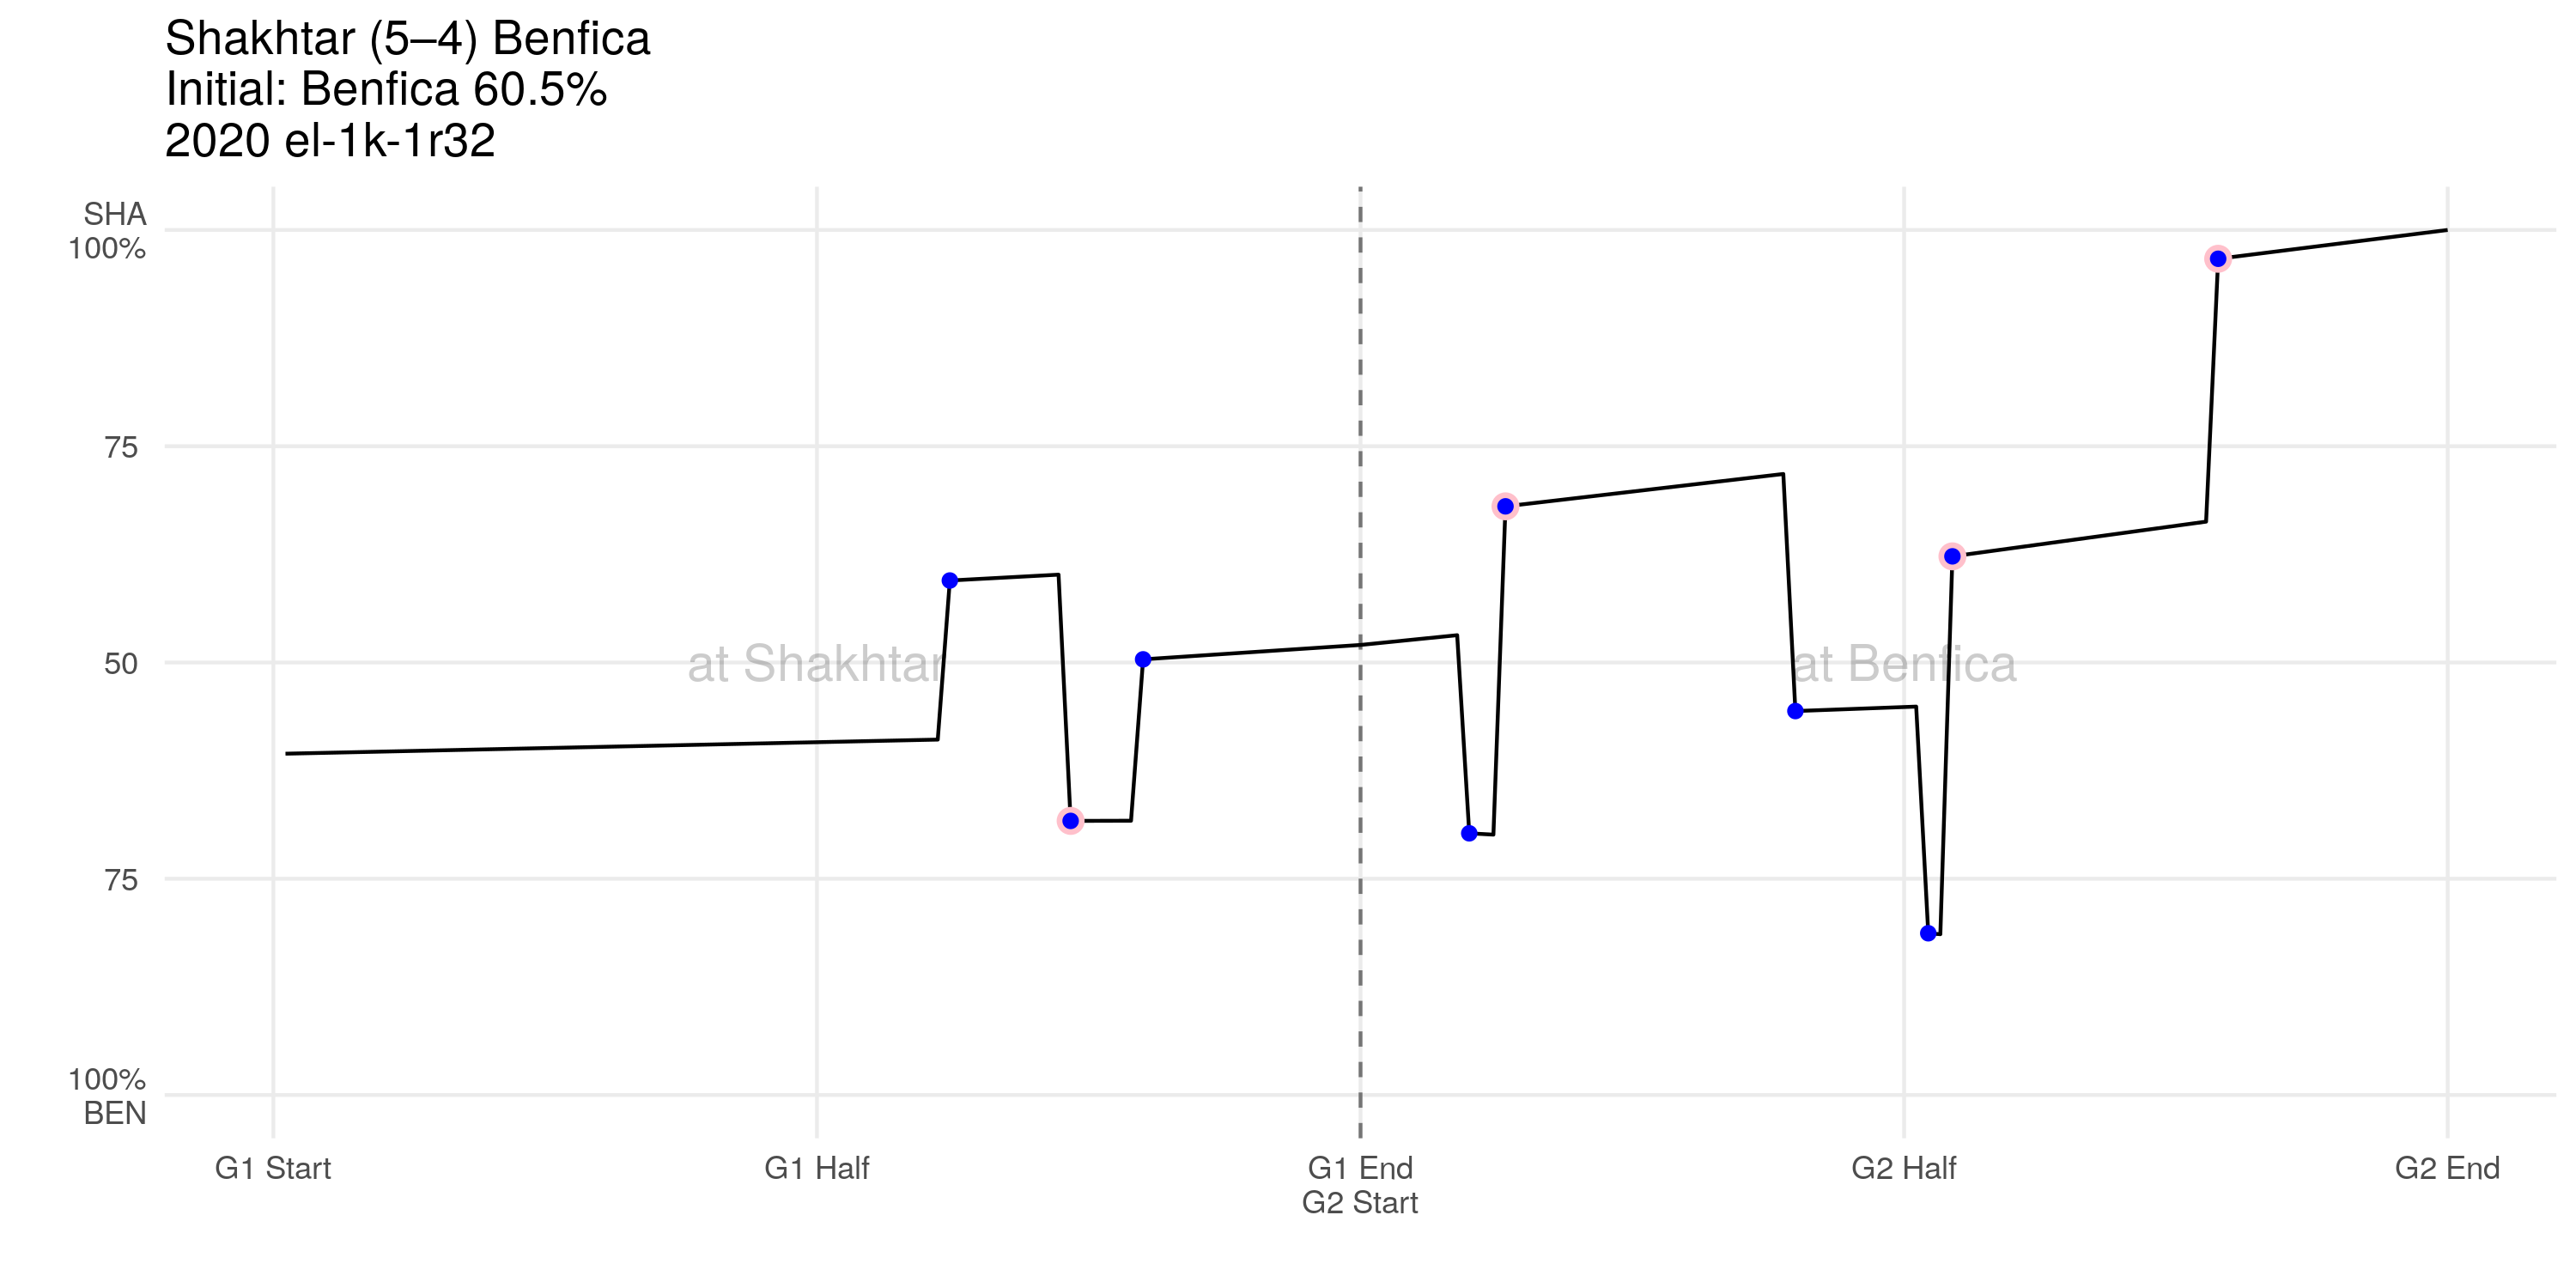 Shakhtar (5–4) Benfica
Initial: Benfica 60.5%
2020 el-1k-1r32
SHA
100%
75
50
75
100%
BEN
at Shakhtar
at Benfica
G1 Start
G1 Half
G1 End
G2 Start
G2 Half
G2 End